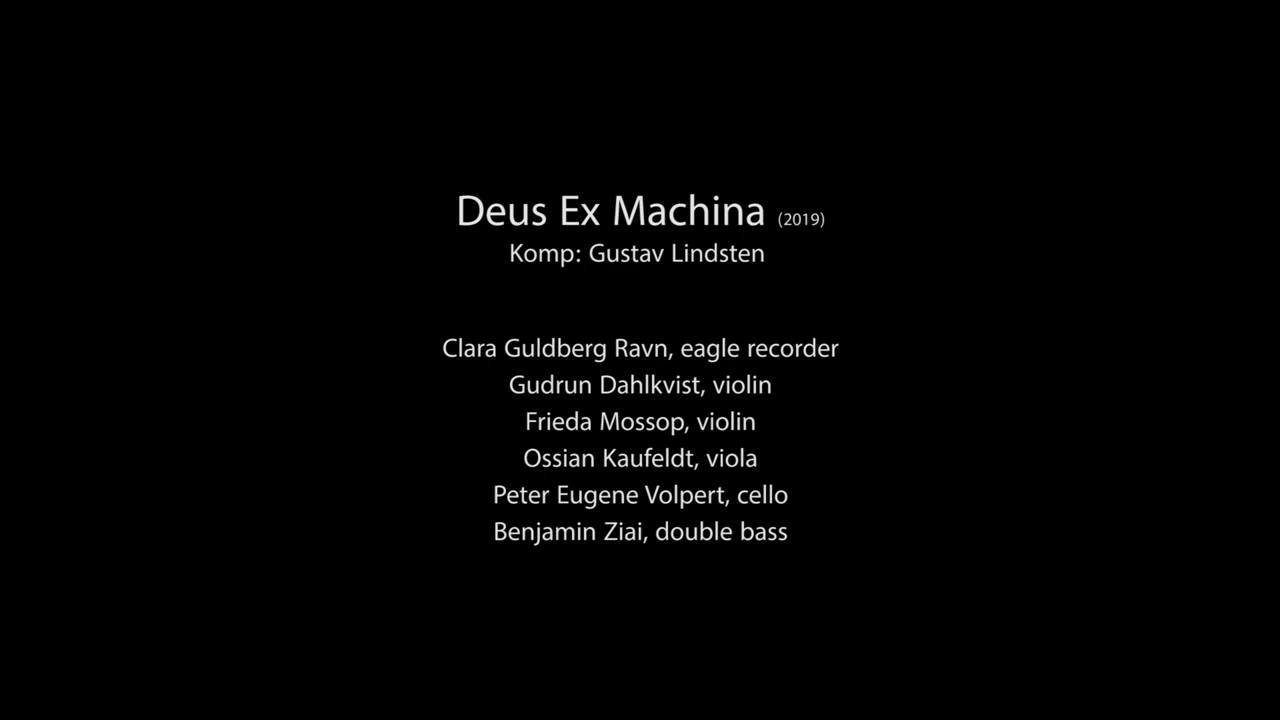 Deus Ex Machina (2019)
Komp: Gustav Lindsten
Clara Guldberg Ravn, eagle recorder
Gudrun Dahlkvist, violin
Frieda Mossop, violin
Ossian Kaufeldt, viola
Peter Eugene Volpert, cello
Benjamin Ziai, double bass